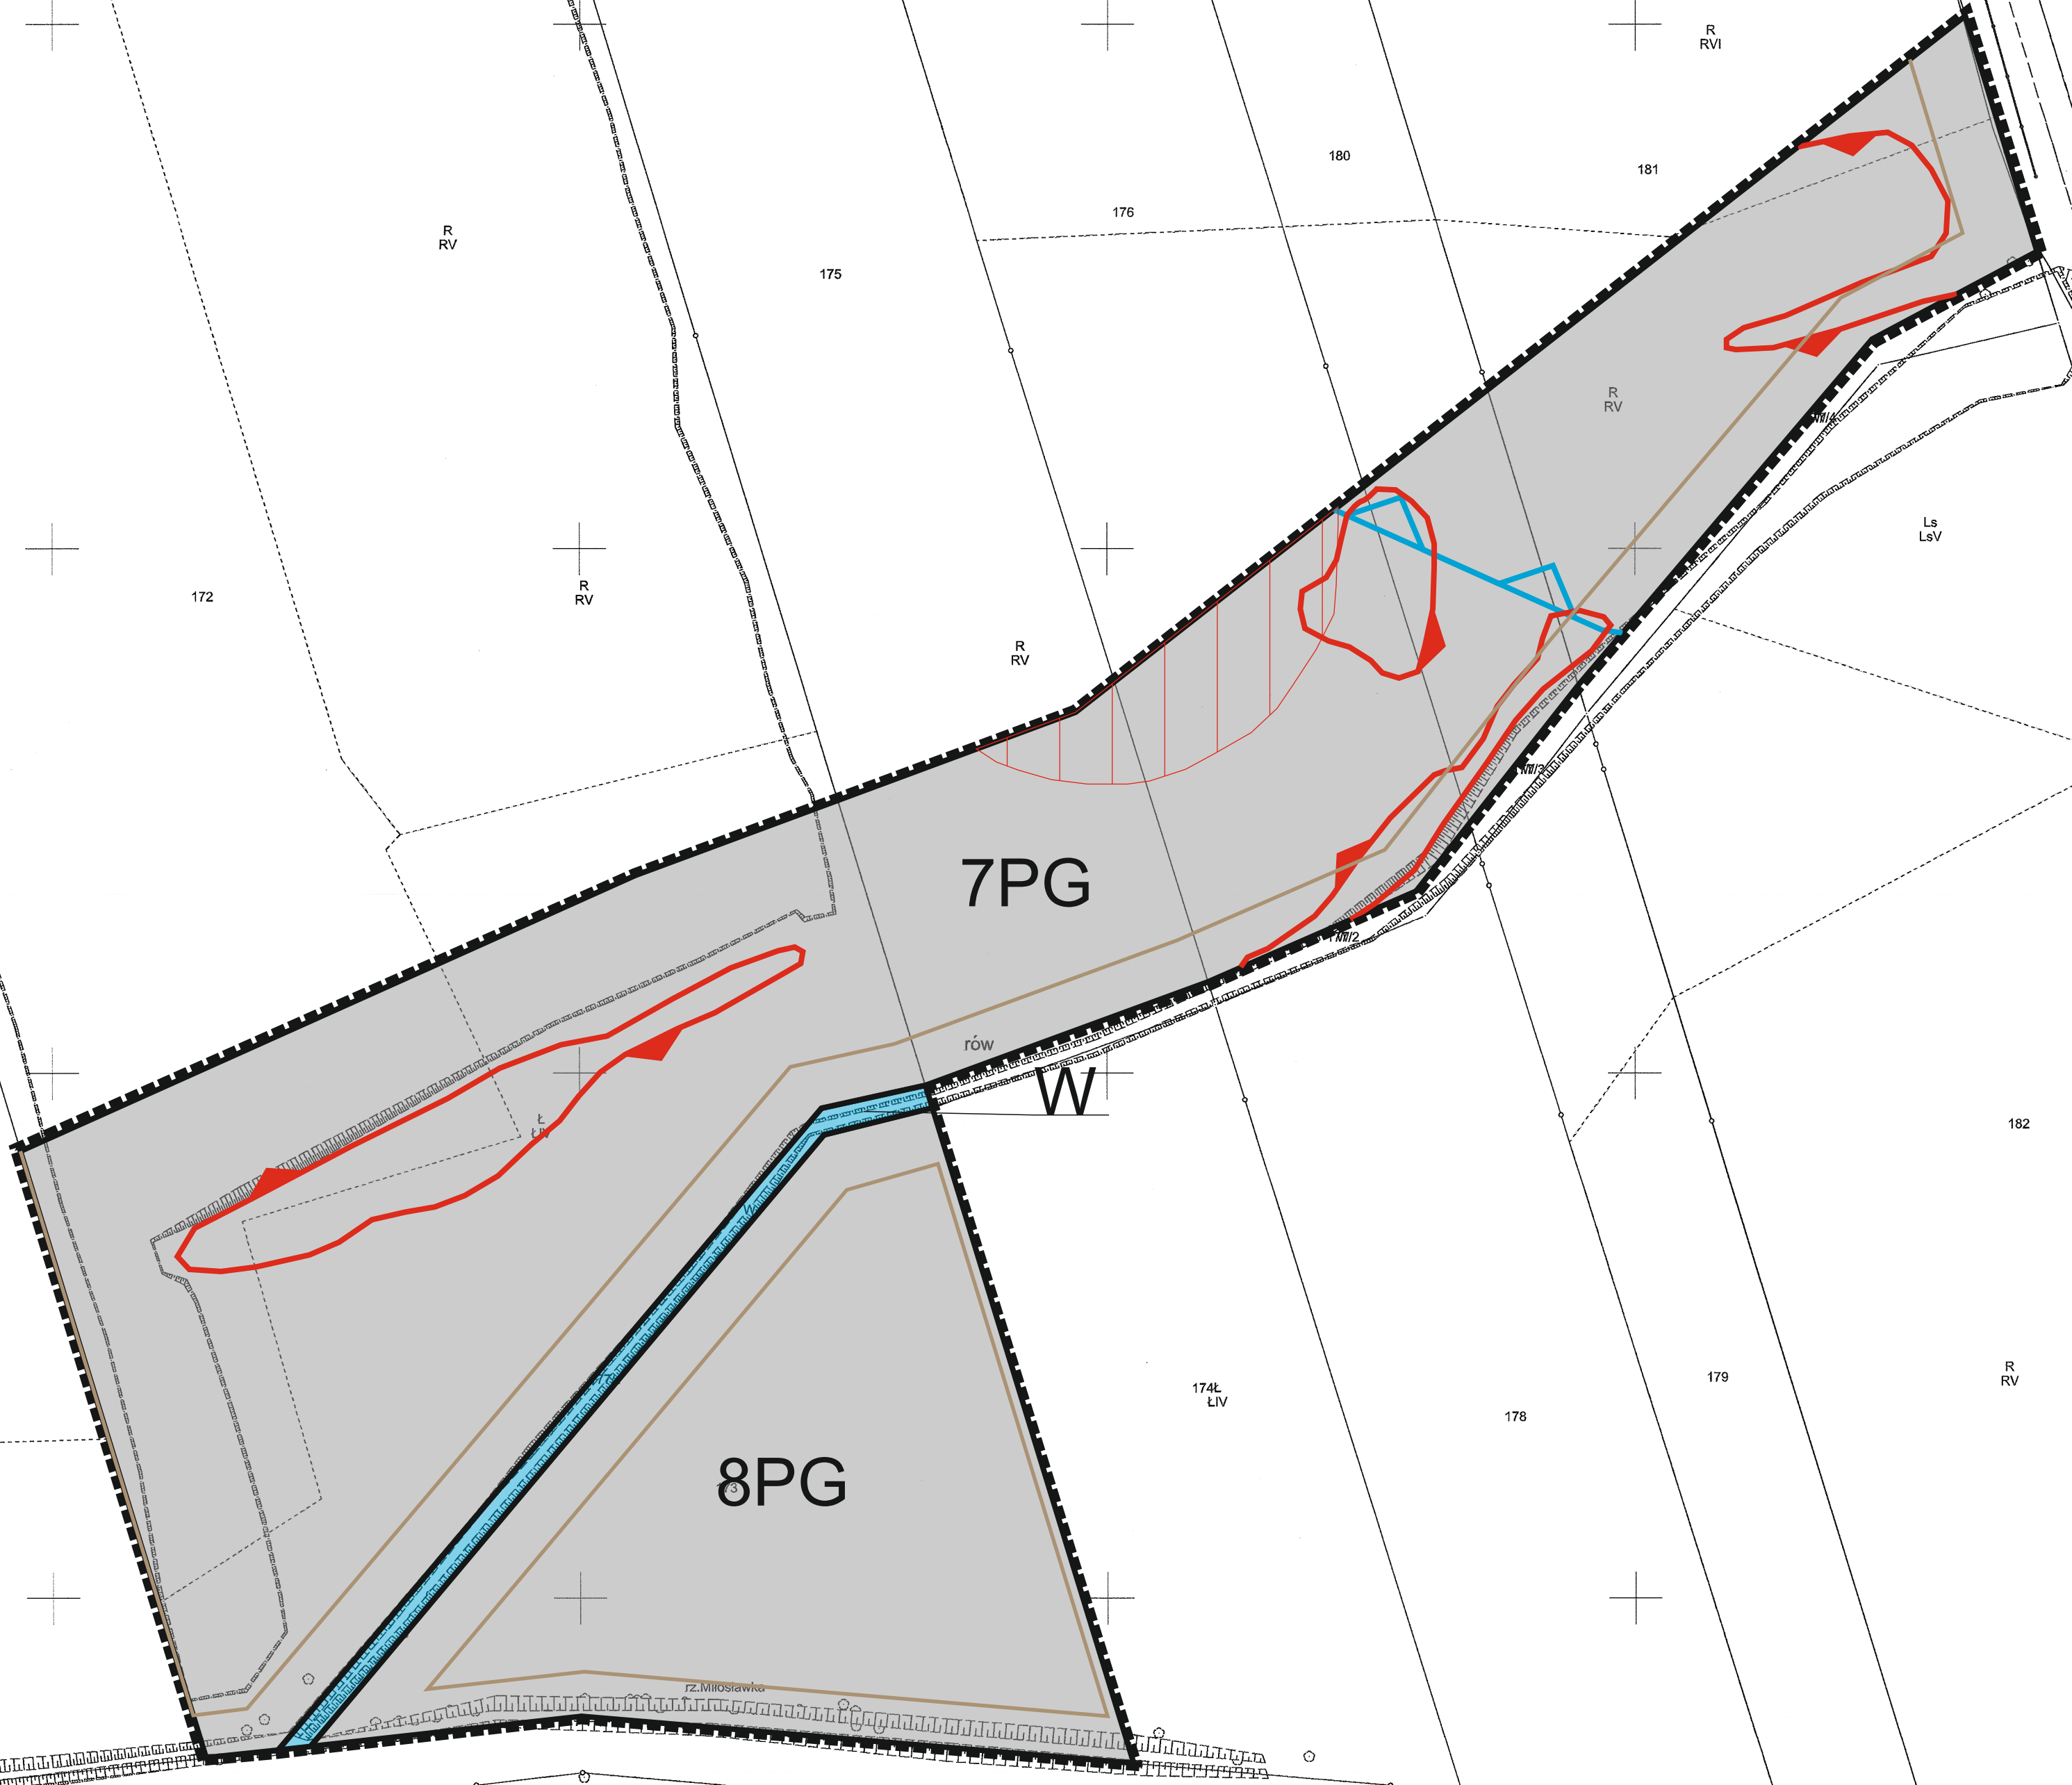 R
RVI
180
181
176
R
RV
175
R
RV
Ls
LsV
172
R
RV
R
RV
7PG
rów
W
Ł
ŁIV
182
W
174Ł
ŁIV
179
R
RV
178
8PG
173
rz.Miłosławka